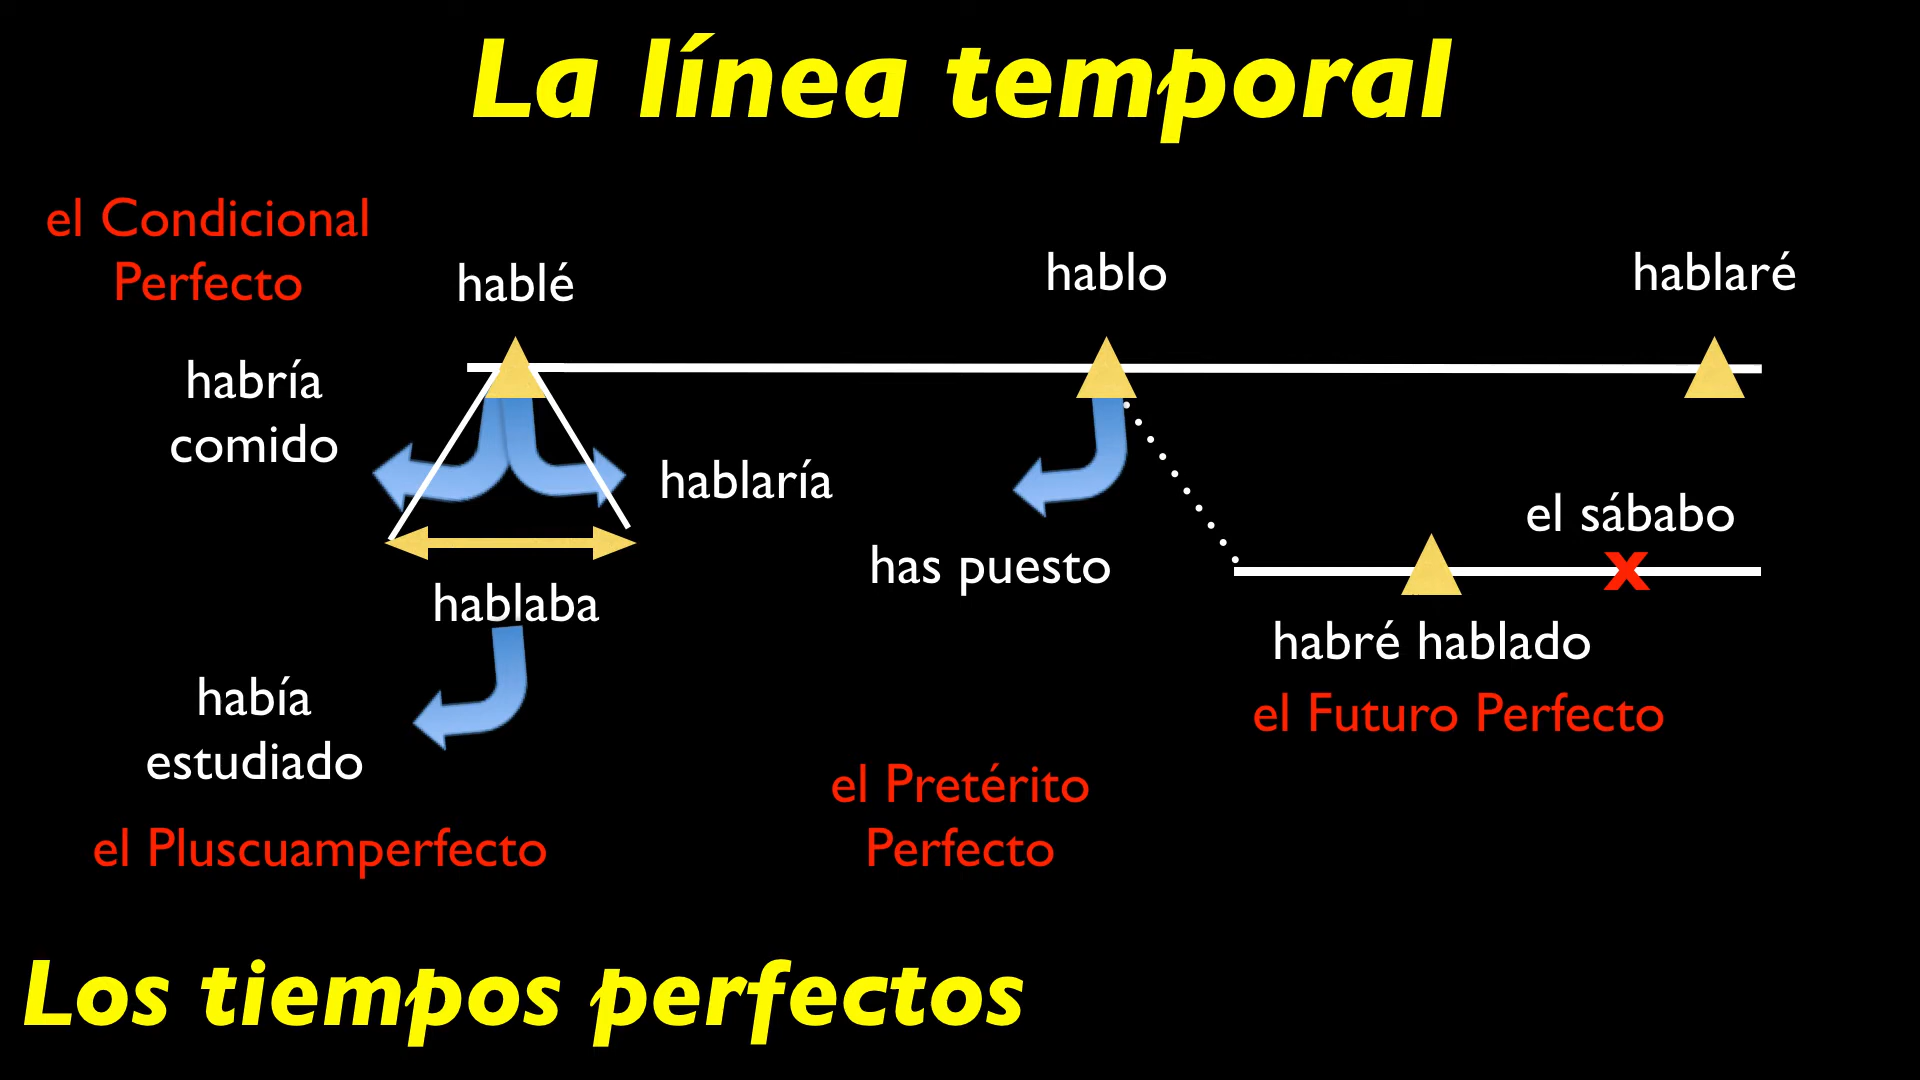 La línea temporal
el Condicional
Perfecto
hablé
hablo
hablaré
habría
comido
hablaría
has puesto
el sábabo
x
hablaba
habré hablado
el Futuro Perfecto
había
estudiado
el Pretérito
Perfecto
el Pluscuamperfecto
Los tiempos perfectos